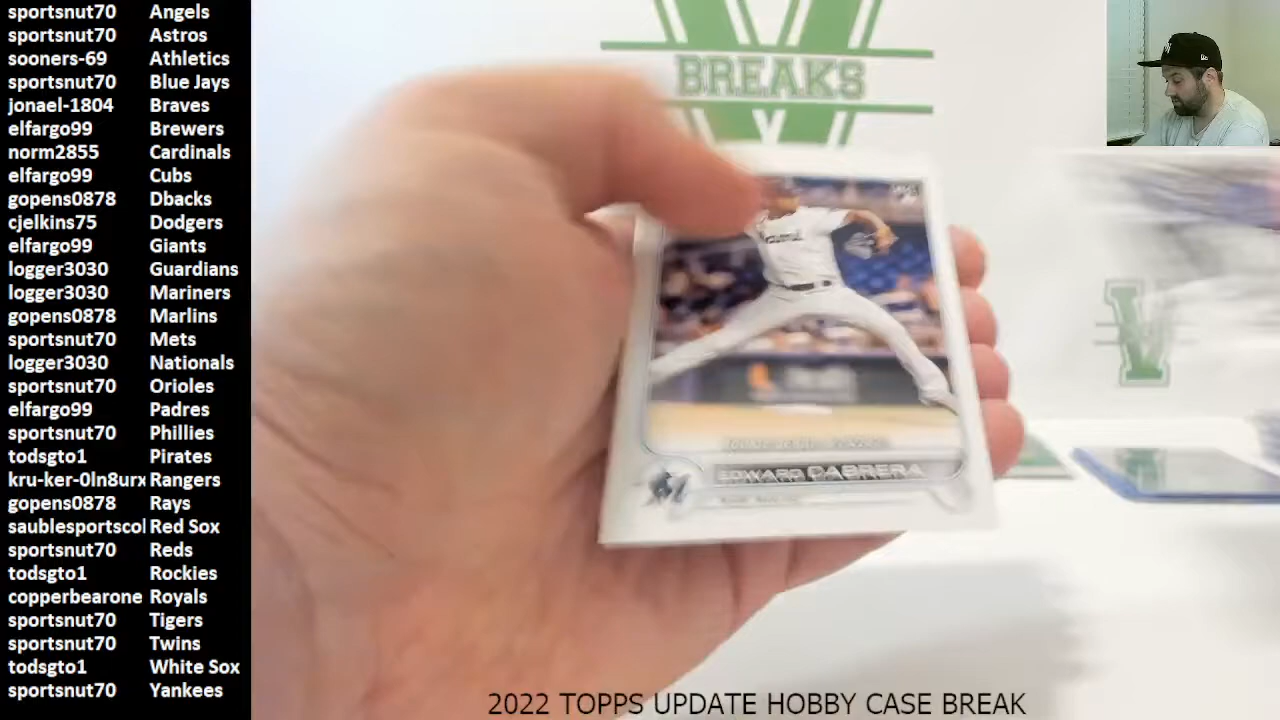 sportsnut70 Angels
sportsnut70 Astros
sooners-69 Athletics
sportsnut70 Blue Jays
jonael-1804 Braves
elfargo99 Brewers
norm2855 Cardinals
elfargo99 Cubs
gopens0878 Dbacks
cjelkins75 Dodgers
elfargo99 Giants
logger3030 Guardians
logger3030 Mariners
gopens0878 Marlins
sportsnut70 Mets
logger3030 Nationals
sportsnut70 Orioles
elfargo99 Padres
sportsnut70 Phillies
todsgto1 Pirates
kru-ker-0ln8urx Rangers
gopens0878 Rays
saublesportscol Red Sox
sportsnut70 Reds
todsgto1 Rockies
copperbearone Royals
sportsnut70 Tigers
sportsnut70 Twins
todsgto1 White Sox
sportsnut70 Yankees
V
BREAKS
EDWARD CABRERA
V
2022 TOPPS UPDATE HOBBY CASE BREAK